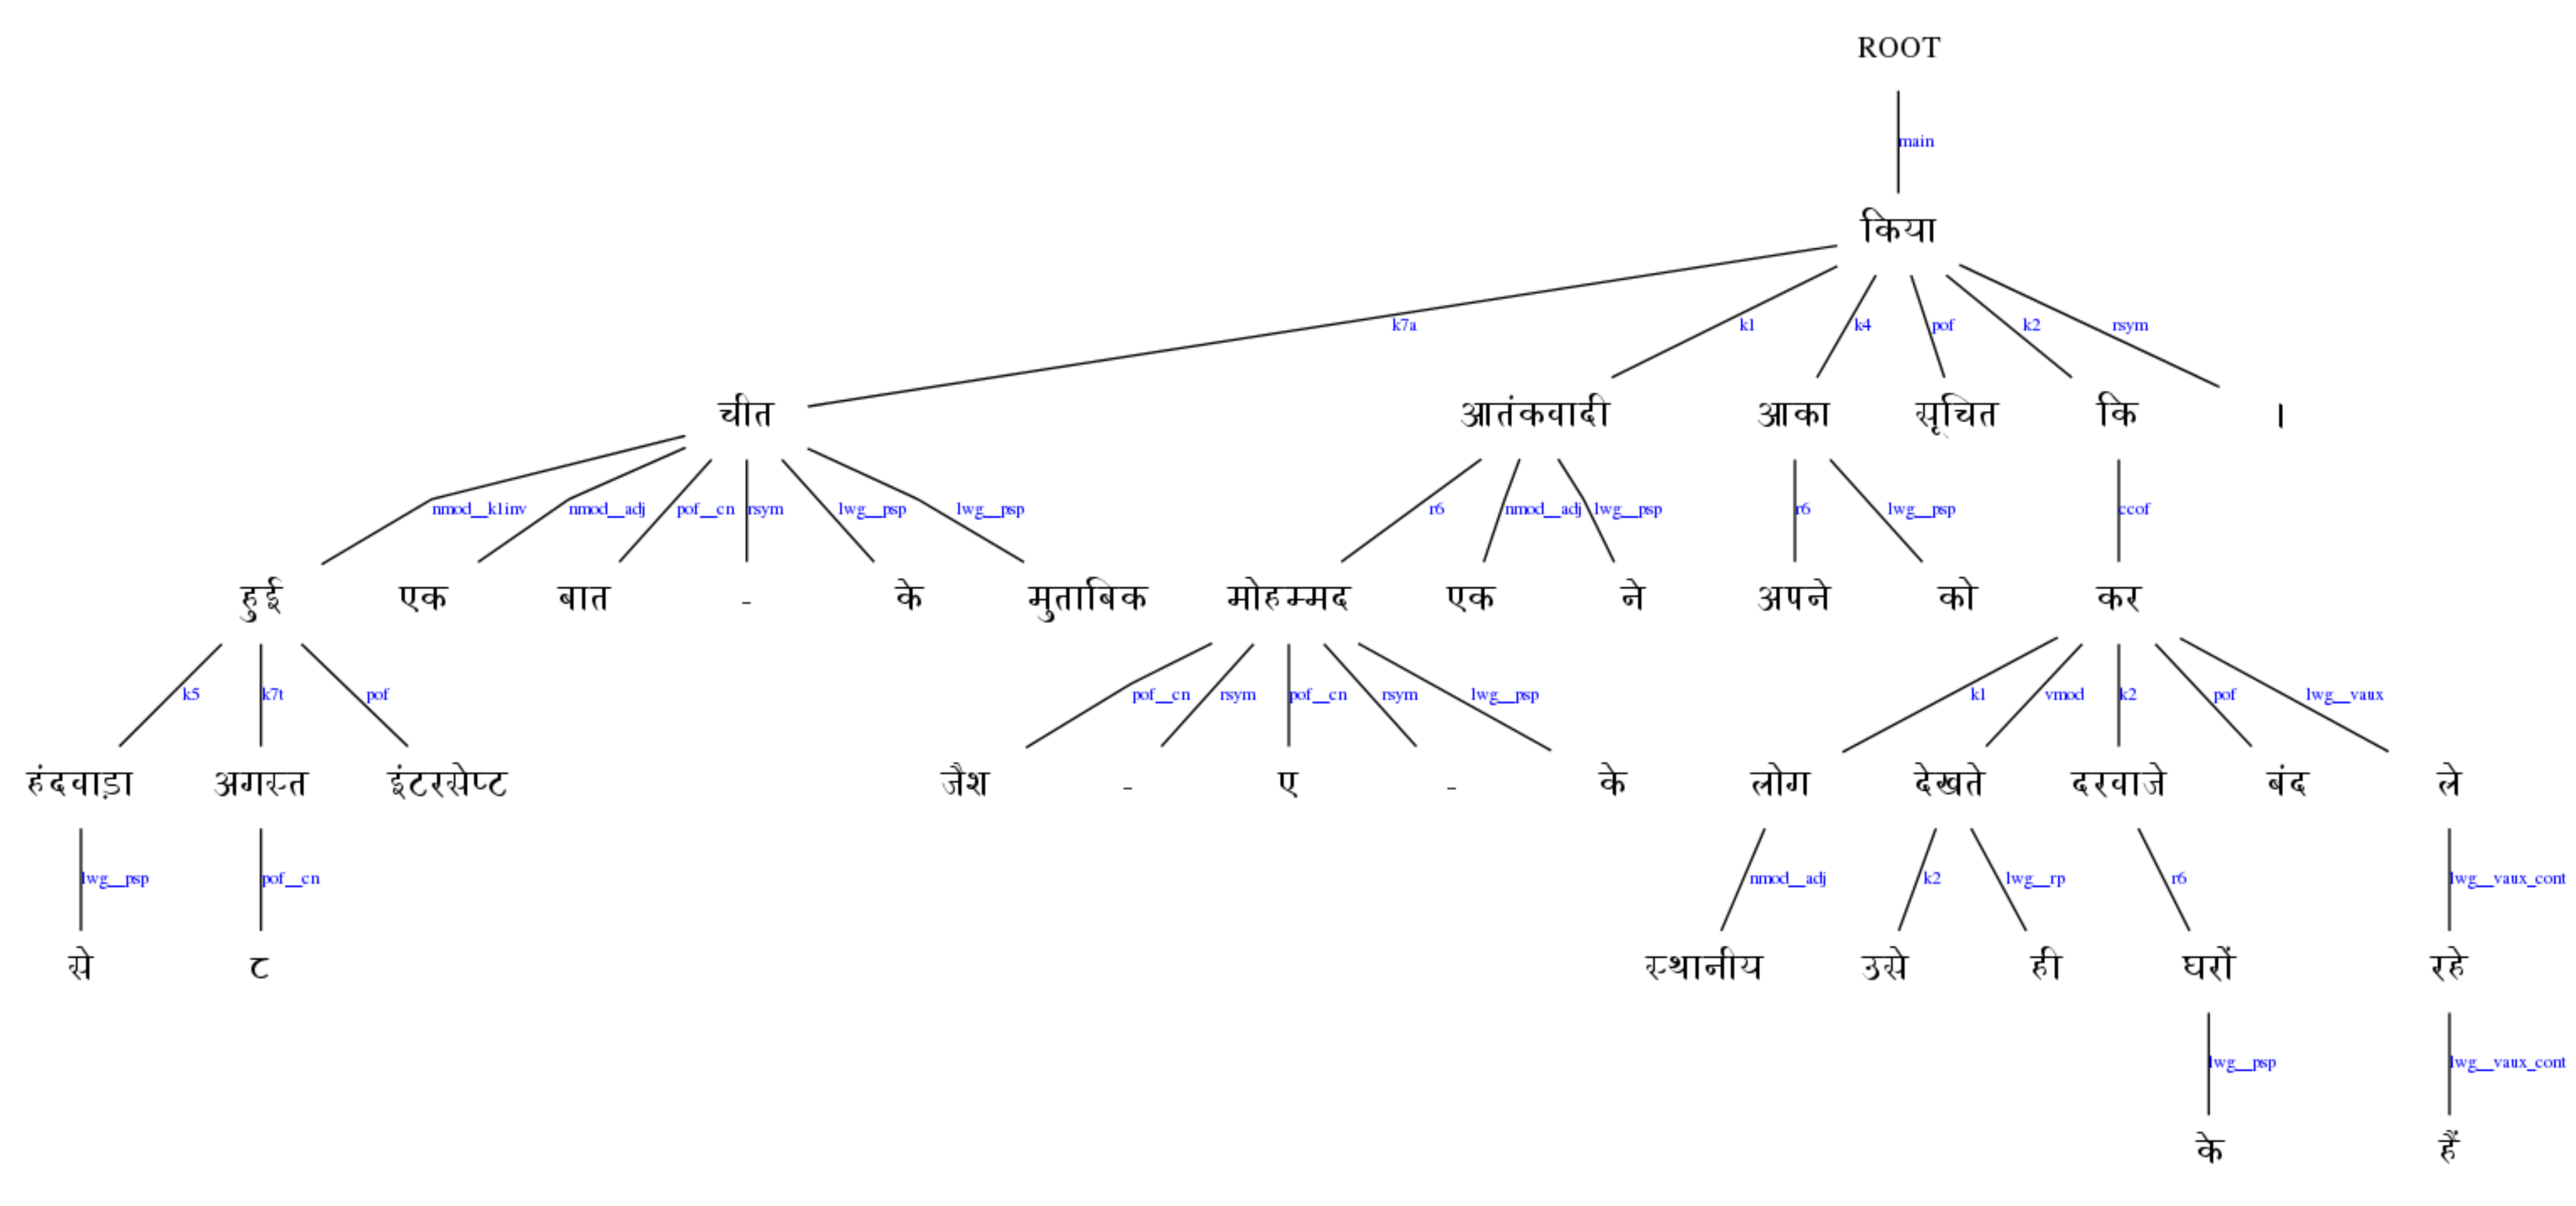 ROOT
main
किया
k7a k1 k4 pof k2 rsym
चीत आतंकवादी आका सूचित कि ।
nmod__k1inv nmod__adj pof__cn rsym lwg__psp lwg__psp r6 nmod__adj lwg__psp r6 lwg__psp ccof
हुई एक बात - के मुताबिक मोहम्मद एक ने अपने को कर
k5 k7t pof pof__cn rsym pof__cn rsym lwg__psp k1 vmod k2 pof lwg__vaux
हंदवाड़ा अगस्त इंटरसेप्ट जैश - ए - के लोग देखते दरवाजे बंद ले
lwg__psp pof__cn nmod__adj k2 lwg__rp r6 lwg__vaux_cont
से ट स्थानीय उसे ही घरों रहे
lwg__psp lwg__vaux_cont
के हैं